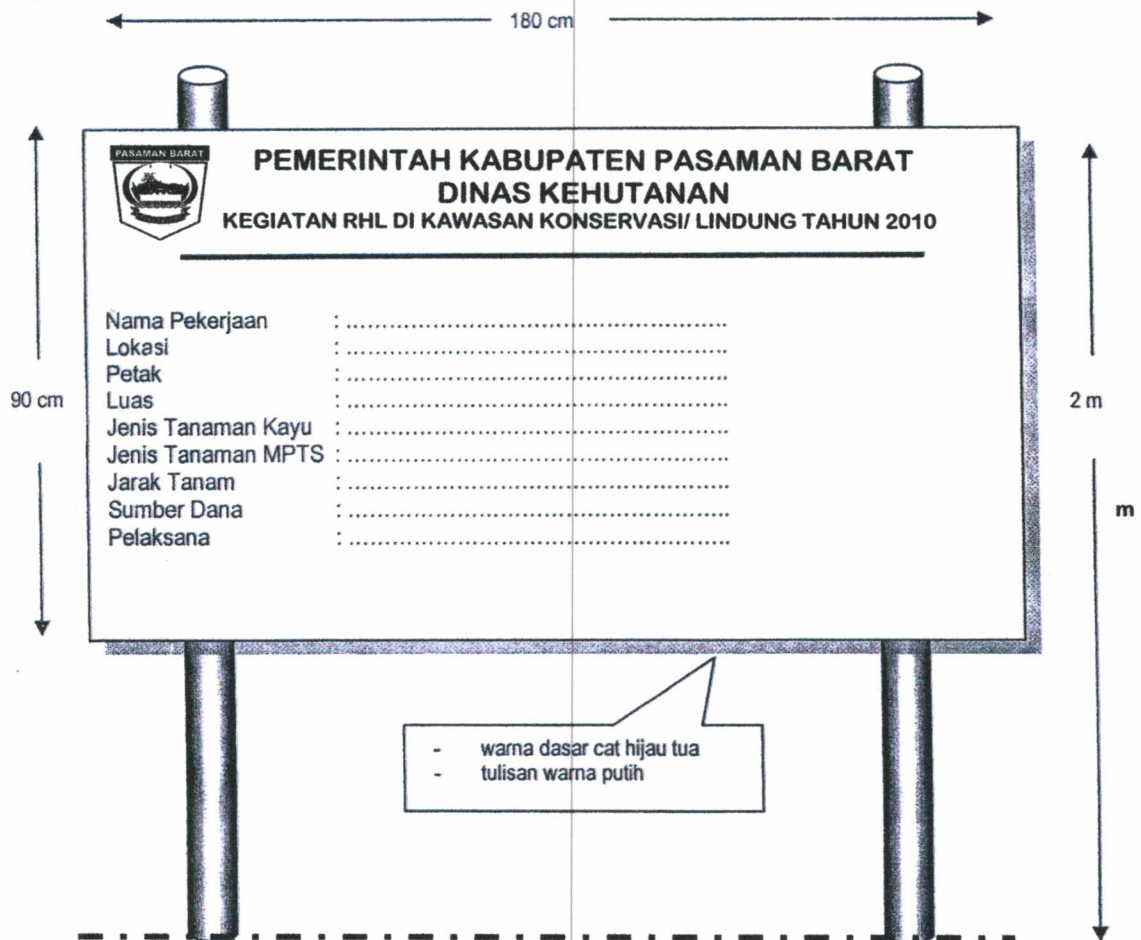 180 cm
PASAMAN BARAT
PEMERINTAH KABUPATEN PASAMAN BARAT
DINAS KEHUTANAN
KEGIATAN RHL DI KAWASAN KONSERVASI/ LINDUNG TAHUN 2010
Nama Pekerjaan : ....................................................
Lokasi : ....................................................
Petak : ....................................................
Luas : ....................................................
Jenis Tanaman Kayu : ....................................................
Jenis Tanaman MPTS : ....................................................
Jarak Tanam : ....................................................
Sumber Dana : ....................................................
Pelaksana : ....................................................
90 cm
2 m
m
- warna dasar cat hijau tua
- tulisan warna putih